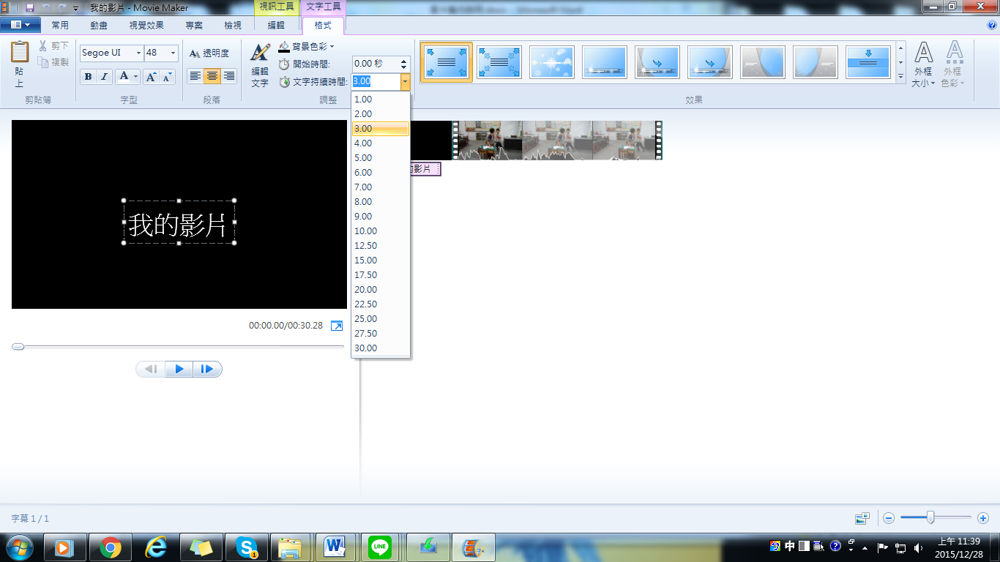 我的影片 - Movie Maker
視訊工具
文字工具
常用
動畫
視覺效果
專案
檢視
編輯
格式
貼上
剪下
複製
剪貼簿
Segoe UI
48
B I A A A
字型
AA 透明度
段落
編輯文字
背景色彩
開始時間:
0.00 秒
文字持續時間:
3.00
調整
1.00
2.00
3.00
4.00
5.00
6.00
7.00
8.00
9.00
10.00
12.50
15.00
17.50
20.00
22.50
25.00
27.50
30.00
效果
A
外框大小
A
外框色彩
影片
我的影片
00:00.00/00:30.28
字幕 1 / 1
LINE
1
中
上午 11:39
2015/12/28